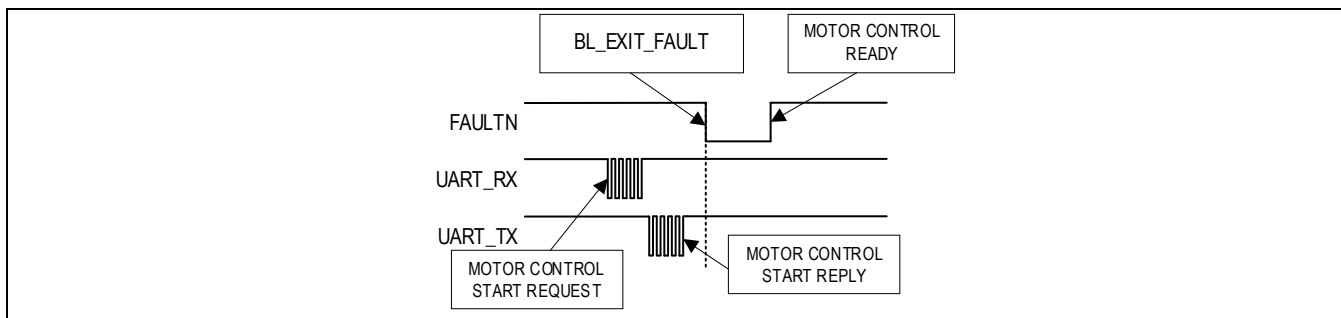 BL_EXIT_FAULT
MOTOR CONTROL
READY
FAULTN
UART_RX
UART_TX
MOTOR CONTROL
START REQUEST
MOTOR CONTROL
START REPLY